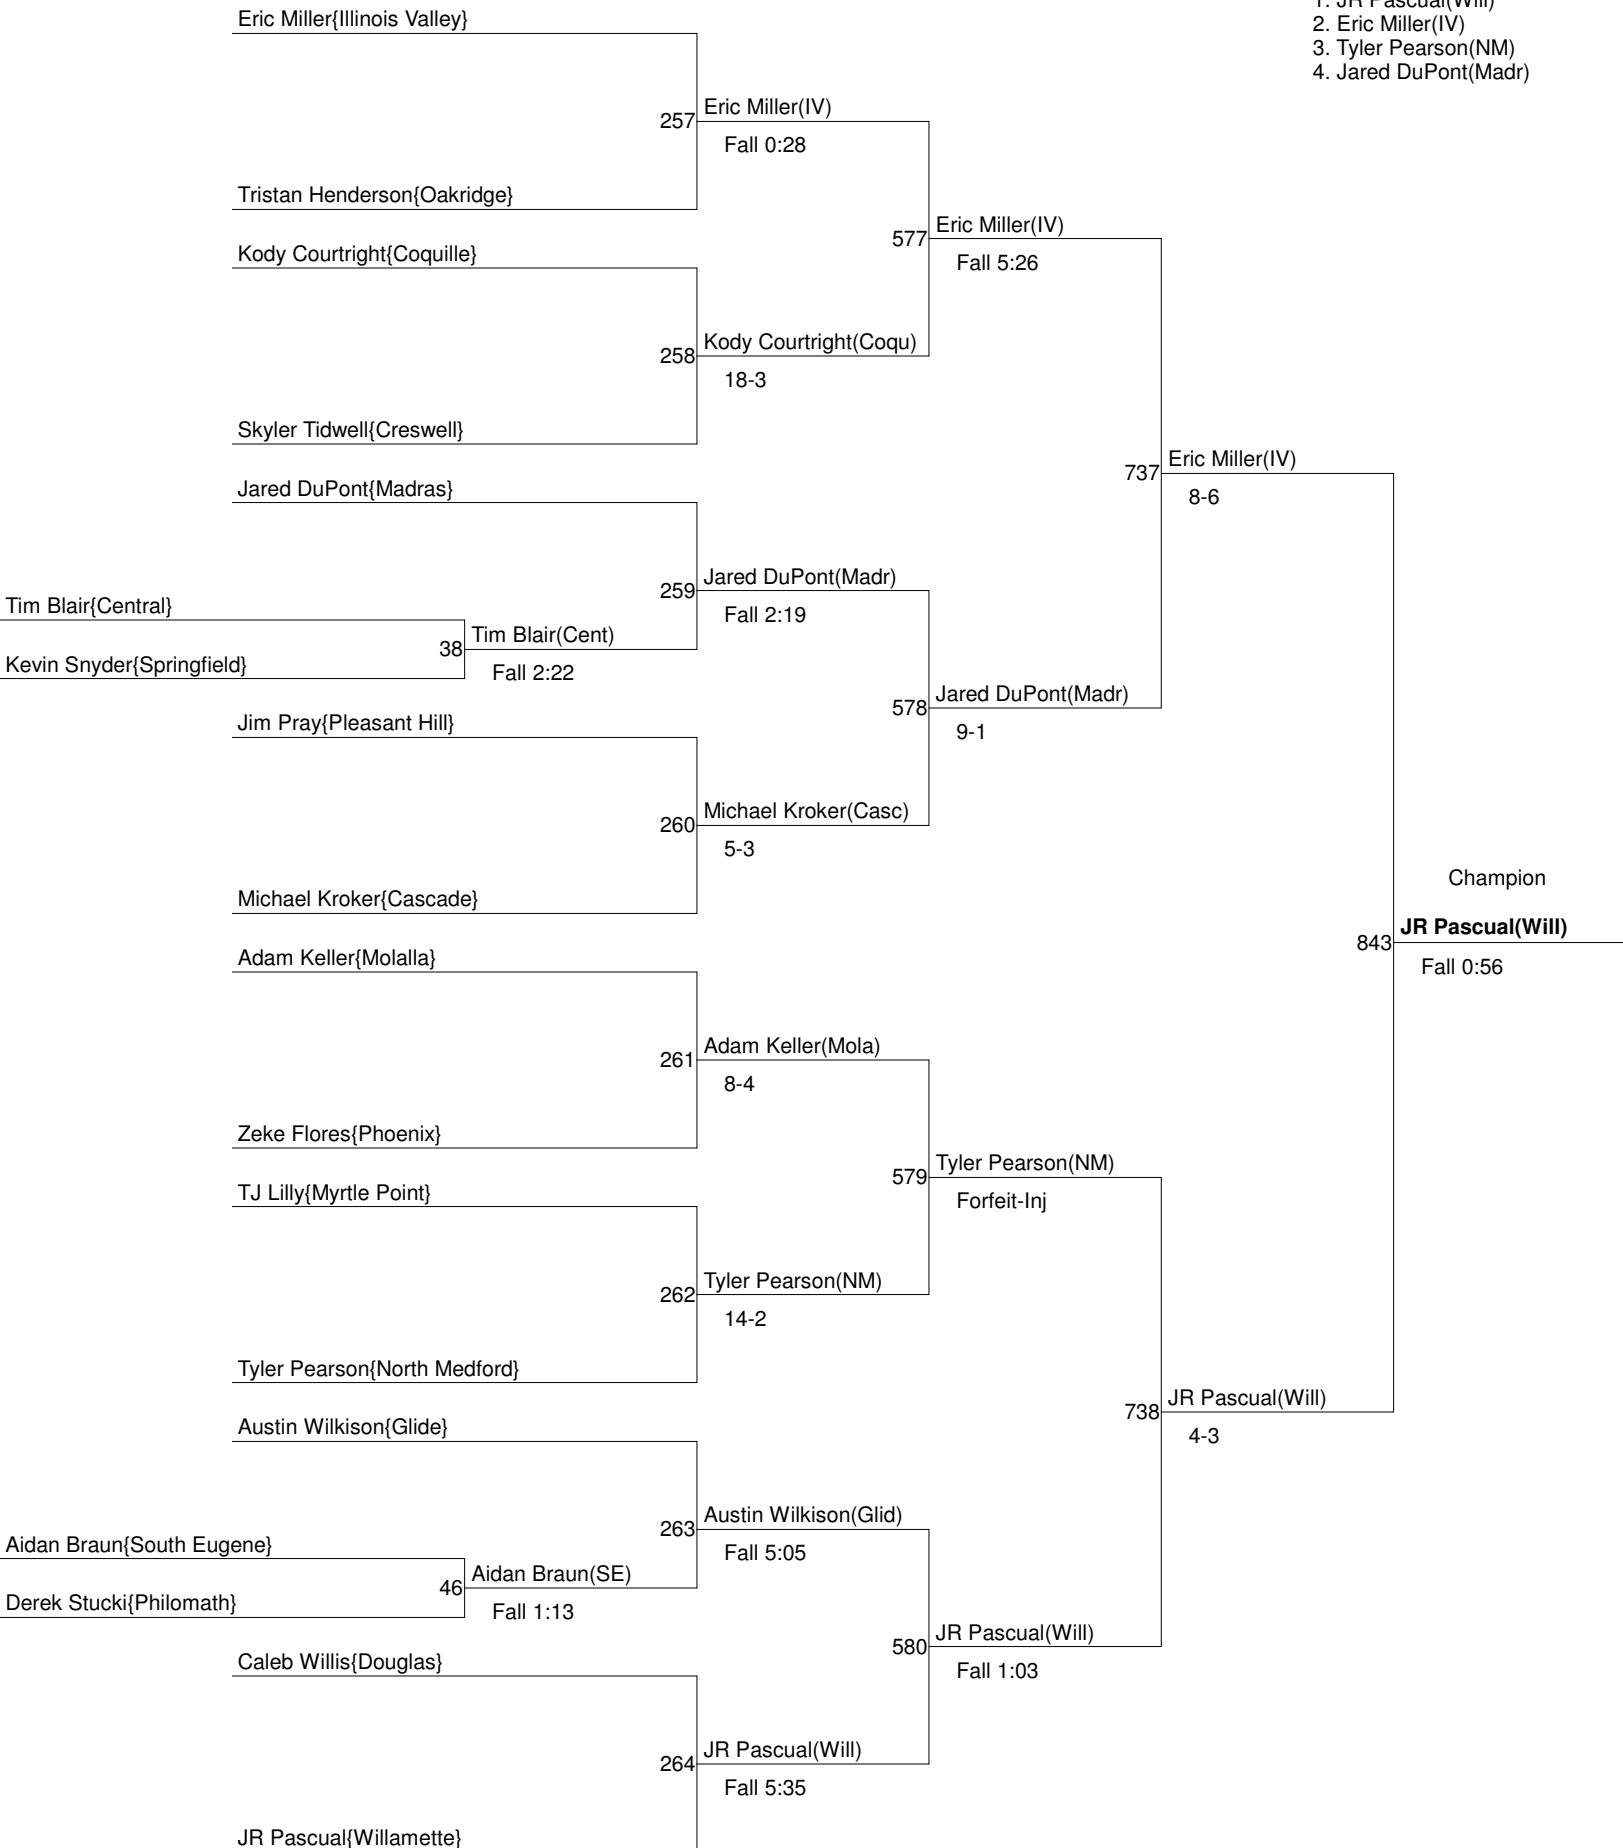 1. JR Pascual(Will)
2. Eric Miller(IV)
3. Tyler Pearson(NM)
4. Jared DuPont(Madr)
Eric Miller{Illinois Valley}
257
Eric Miller(IV)
Fall 0:28
Tristan Henderson{Oakridge}
577
Eric Miller(IV)
Fall 5:26
Kody Courtright{Coquille}
258
Kody Courtright(Coqu)
18-3
Skyler Tidwell{Creswell}
737
Eric Miller(IV)
8-6
Jared DuPont{Madras}
259
Jared DuPont(Madr)
Fall 2:19
Tim Blair{Central}
38
Tim Blair(Cent)
Fall 2:22
Kevin Snyder{Springfield}
578
Jared DuPont(Madr)
9-1
Jim Pray{Pleasant Hill}
260
Michael Kroker(Casc)
5-3
Michael Kroker{Cascade}
Champion
843
JR Pascual(Will)
Fall 0:56
Adam Keller{Molalla}
261
Adam Keller(Mola)
8-4
Zeke Flores{Phoenix}
579
Tyler Pearson(NM)
Forfeit-Inj
TJ Lilly{Myrtle Point}
262
Tyler Pearson(NM)
14-2
Tyler Pearson{North Medford}
738
JR Pascual(Will)
4-3
Austin Wilkison{Glide}
263
Austin Wilkison(Glid)
Fall 5:05
Aidan Braun{South Eugene}
46
Aidan Braun(SE)
Fall 1:13
Derek Stucki{Philomath}
580
JR Pascual(Will)
Fall 1:03
Caleb Willis{Douglas}
264
JR Pascual(Will)
Fall 5:35
JR Pascual{Willamette}